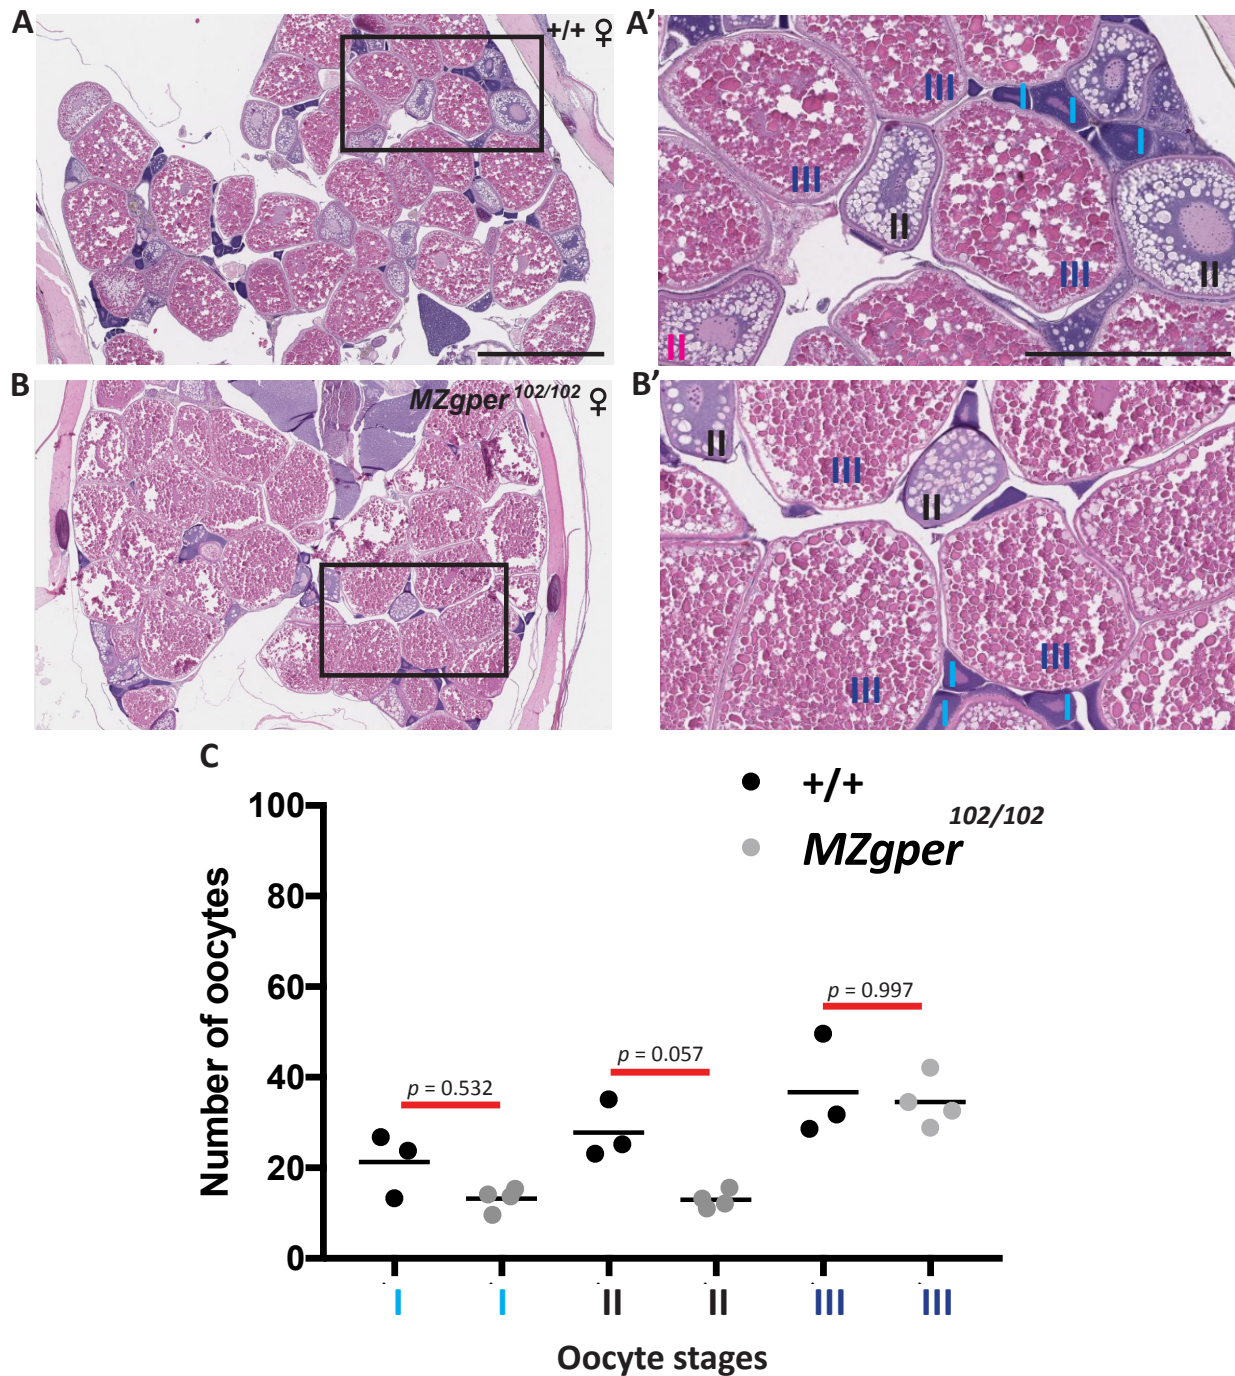 A
+/+ ♀
A'
III
I
I
I
III
II
III
II
II
B
MZgper 102/102 ♀
B'
II
III
II
III
I
III
I
I
C
+/+
MZgper 102/102
100
80
60
40
20
0
Number of oocytes
p = 0.532
p = 0.057
p = 0.997
I I II II III III
Oocyte stages